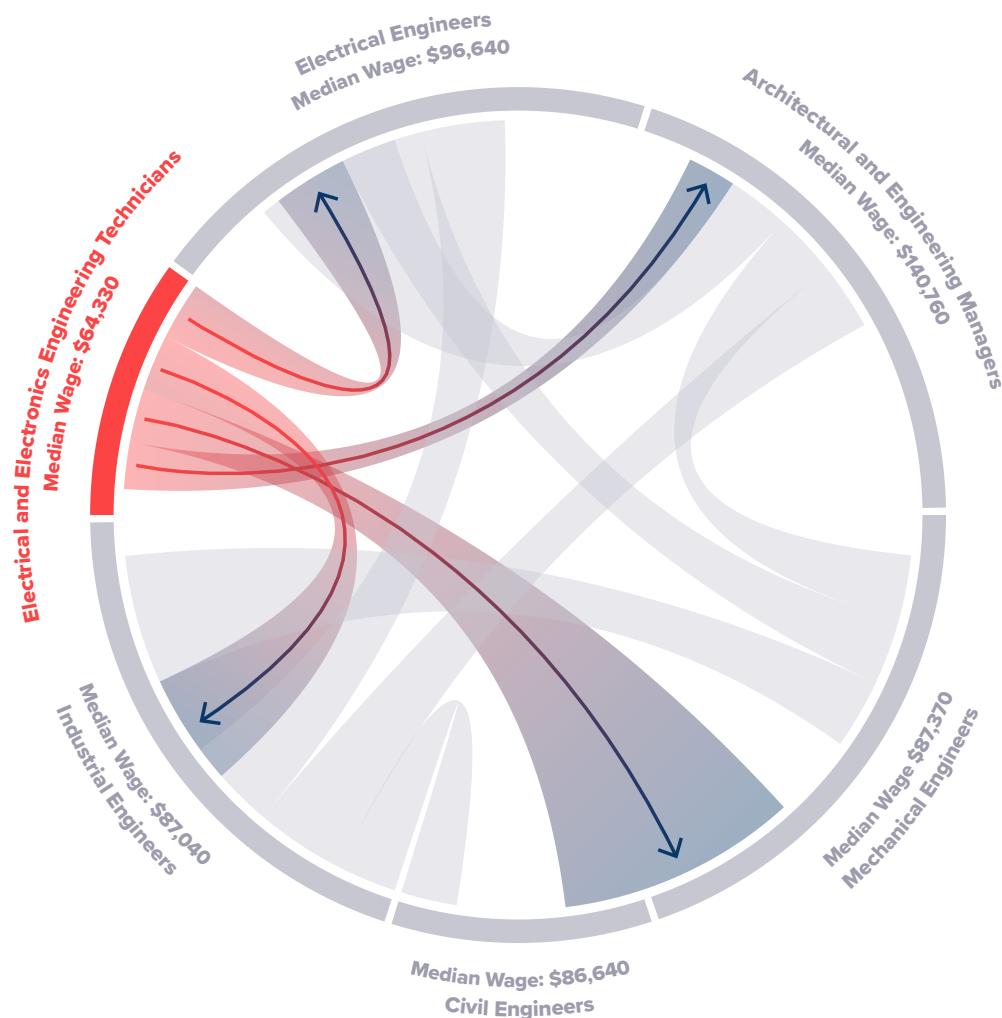 Electrical Engineers
Median Wage: $96,640
Architectural and Engineering Managers
Median Wage: $140,760
Electrical and Electronics Engineering Technicians
Median Wage: $64,330
Median Wage $87,370
Mechanical Engineers
Median Wage: $87,040
Industrial Engineers
Median Wage: $86,640
Civil Engineers